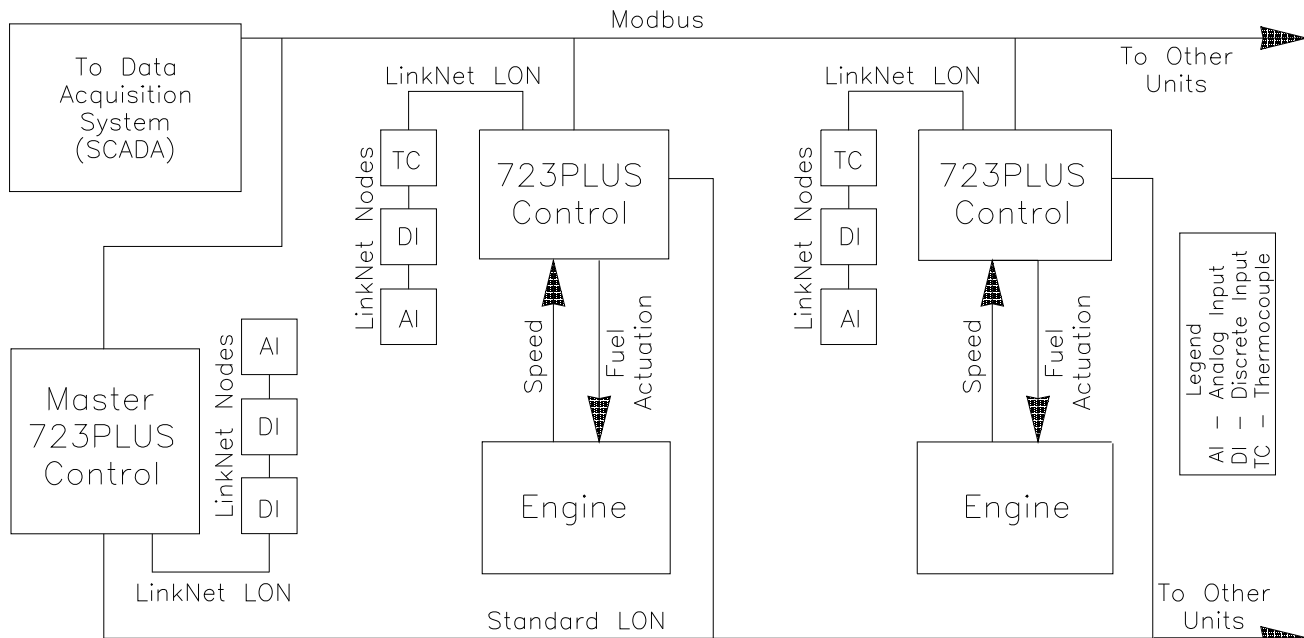 Modbus
To Data
Acquisition
System
(SCADA)
To Other
Units
LinkNet LON
LinkNet Nodes
TC
DI
AI
723PLUS
Control
LinkNet LON
LinkNet Nodes
TC
DI
AI
723PLUS
Control
Speed
Fuel
Actuation
Speed
Fuel
Actuation
Legend
AI – Analog Input
DI – Discrete Input
TC – Thermocouple
Master
723PLUS
Control
LinkNet Nodes
AI
DI
DI
LinkNet LON
Engine
Engine
Standard LON
To Other
Units